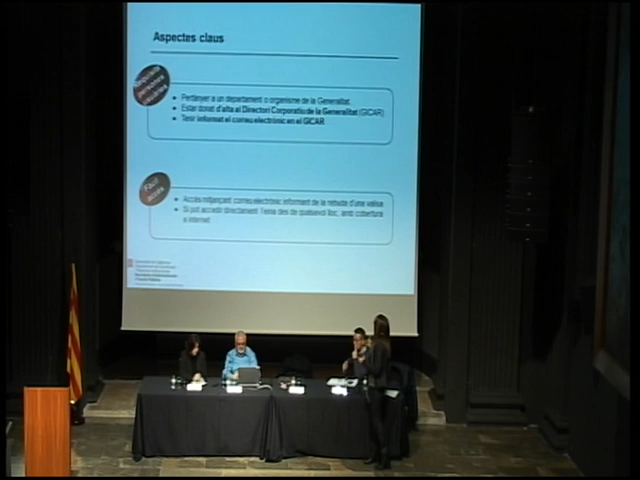 Aspectes claus
Pertànyer a un departament o organisme de la Generalitat.
Estar donat d'alta al Directori Corporatiu de la Generalitat (GICAR)
Tenir informat el correu electrònic en el GICAR
Fàcil
accés
Accés mitjançant correu electrònic informant de la rebuda d'una valisa
Si pot accedir directament l'eina des de qualsevol lloc, amb cobertura
a internet